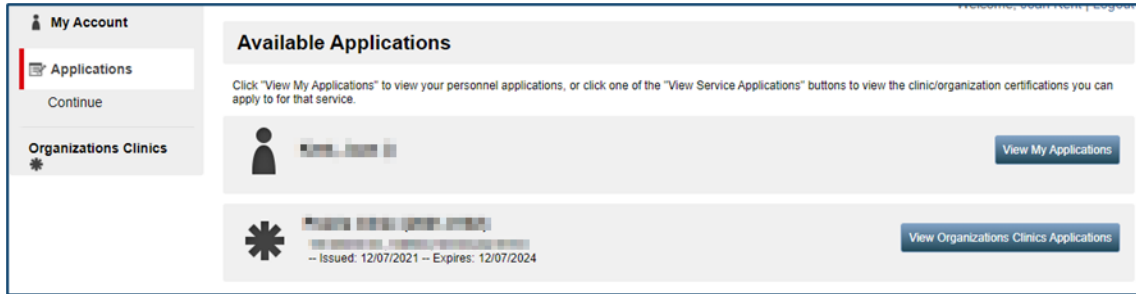 My Account
Applications
Continue
Organizations Clinics
Available Applications
Click "View My Applications" to view your personnel applications, or click one of the "View Service Applications" buttons to view the clinic/organization certifications you can
apply to for that service.
View My Applications
-- Issued: 12/07/2021 -- Expires: 12/07/2024
View Organizations Clinics Applications